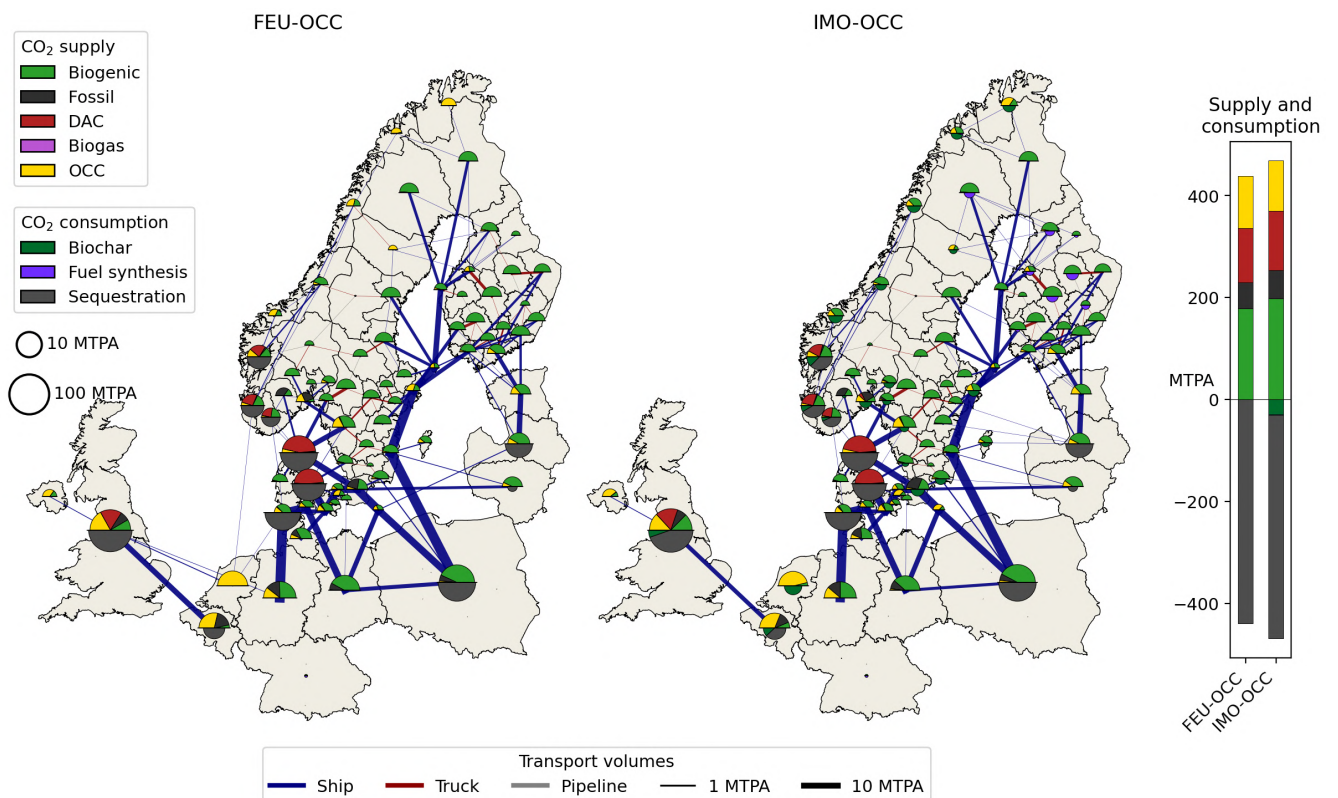 FEU-OCC
IMO-OCC
CO₂ supply
Biogenic
Fossil
DAC
Biogas
OCC
CO₂ consumption
Biochar
Fuel synthesis
Sequestration
10 MTPA
100 MTPA
Supply and
consumption
400
200
MTPA
0
−200
−400
FEU-OCC
IMO-OCC
Transport volumes
Ship
Truck
Pipeline
1 MTPA
10 MTPA